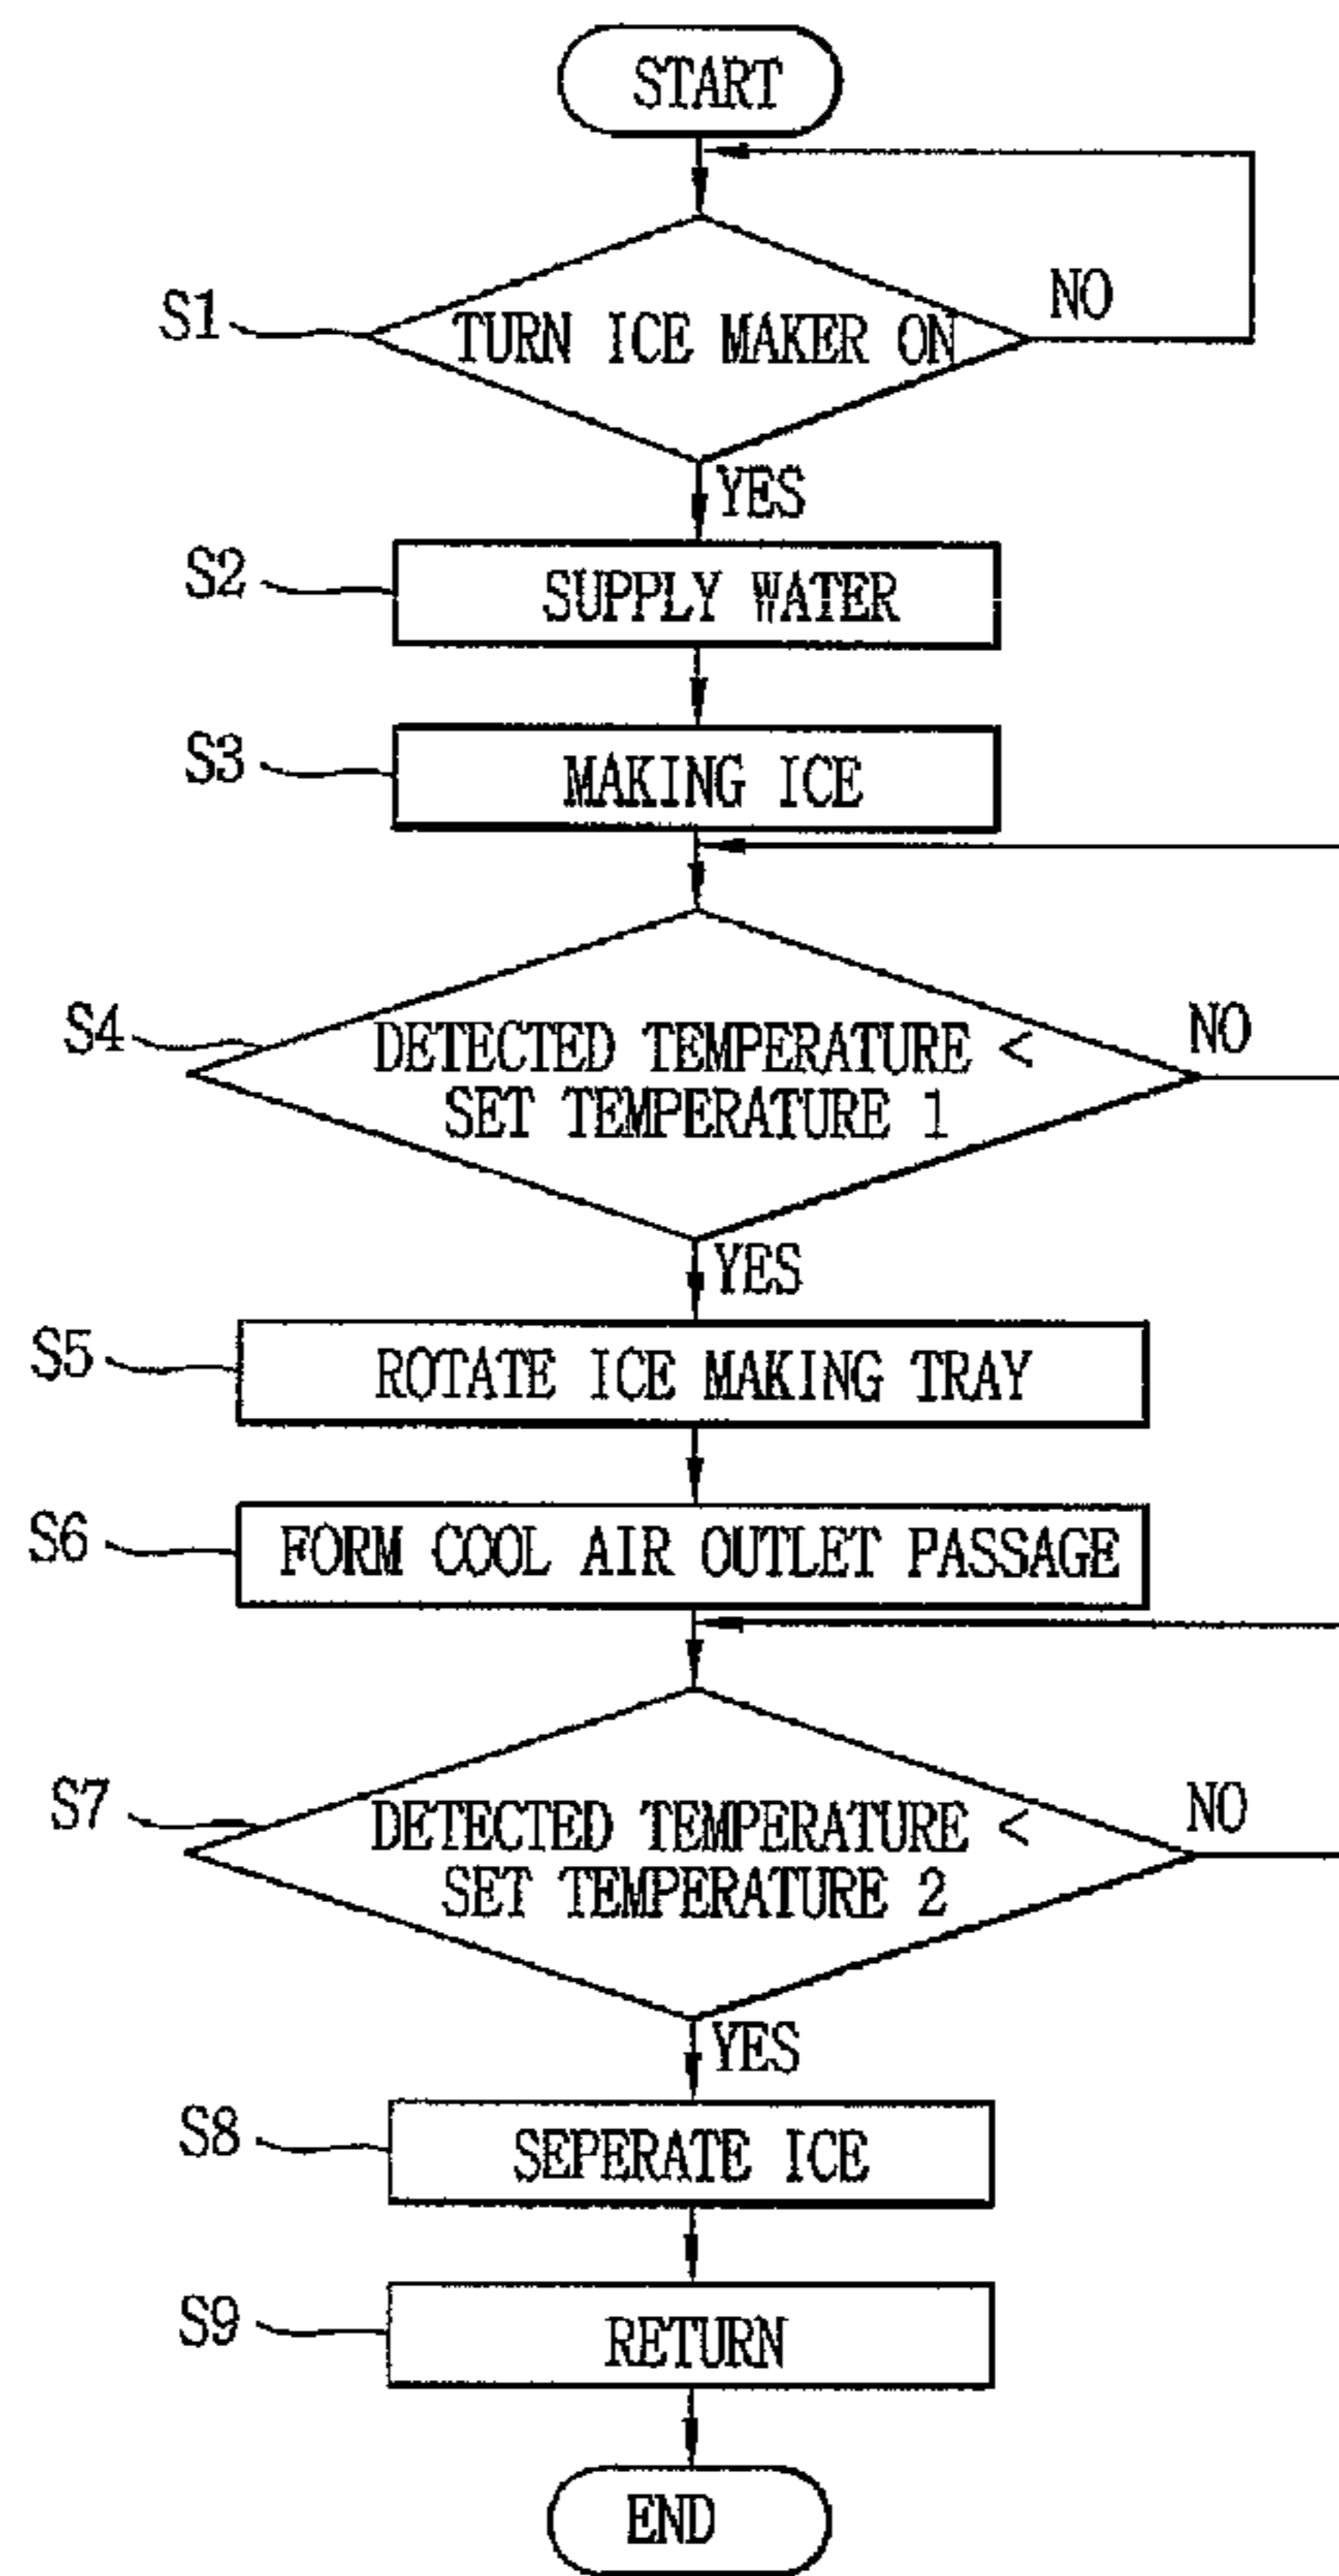 START
S1
TURN ICE MAKER ON
NO
YES
S2
SUPPLY WATER
S3
MAKING ICE
S4
DETECTED TEMPERATURE <
SET TEMPERATURE 1
NO
YES
S5
ROTATE ICE MAKING TRAY
S6
FORM COOL AIR OUTLET PASSAGE
S7
DETECTED TEMPERATURE <
SET TEMPERATURE 2
NO
YES
S8
SEPERATE ICE
S9
RETURN
END